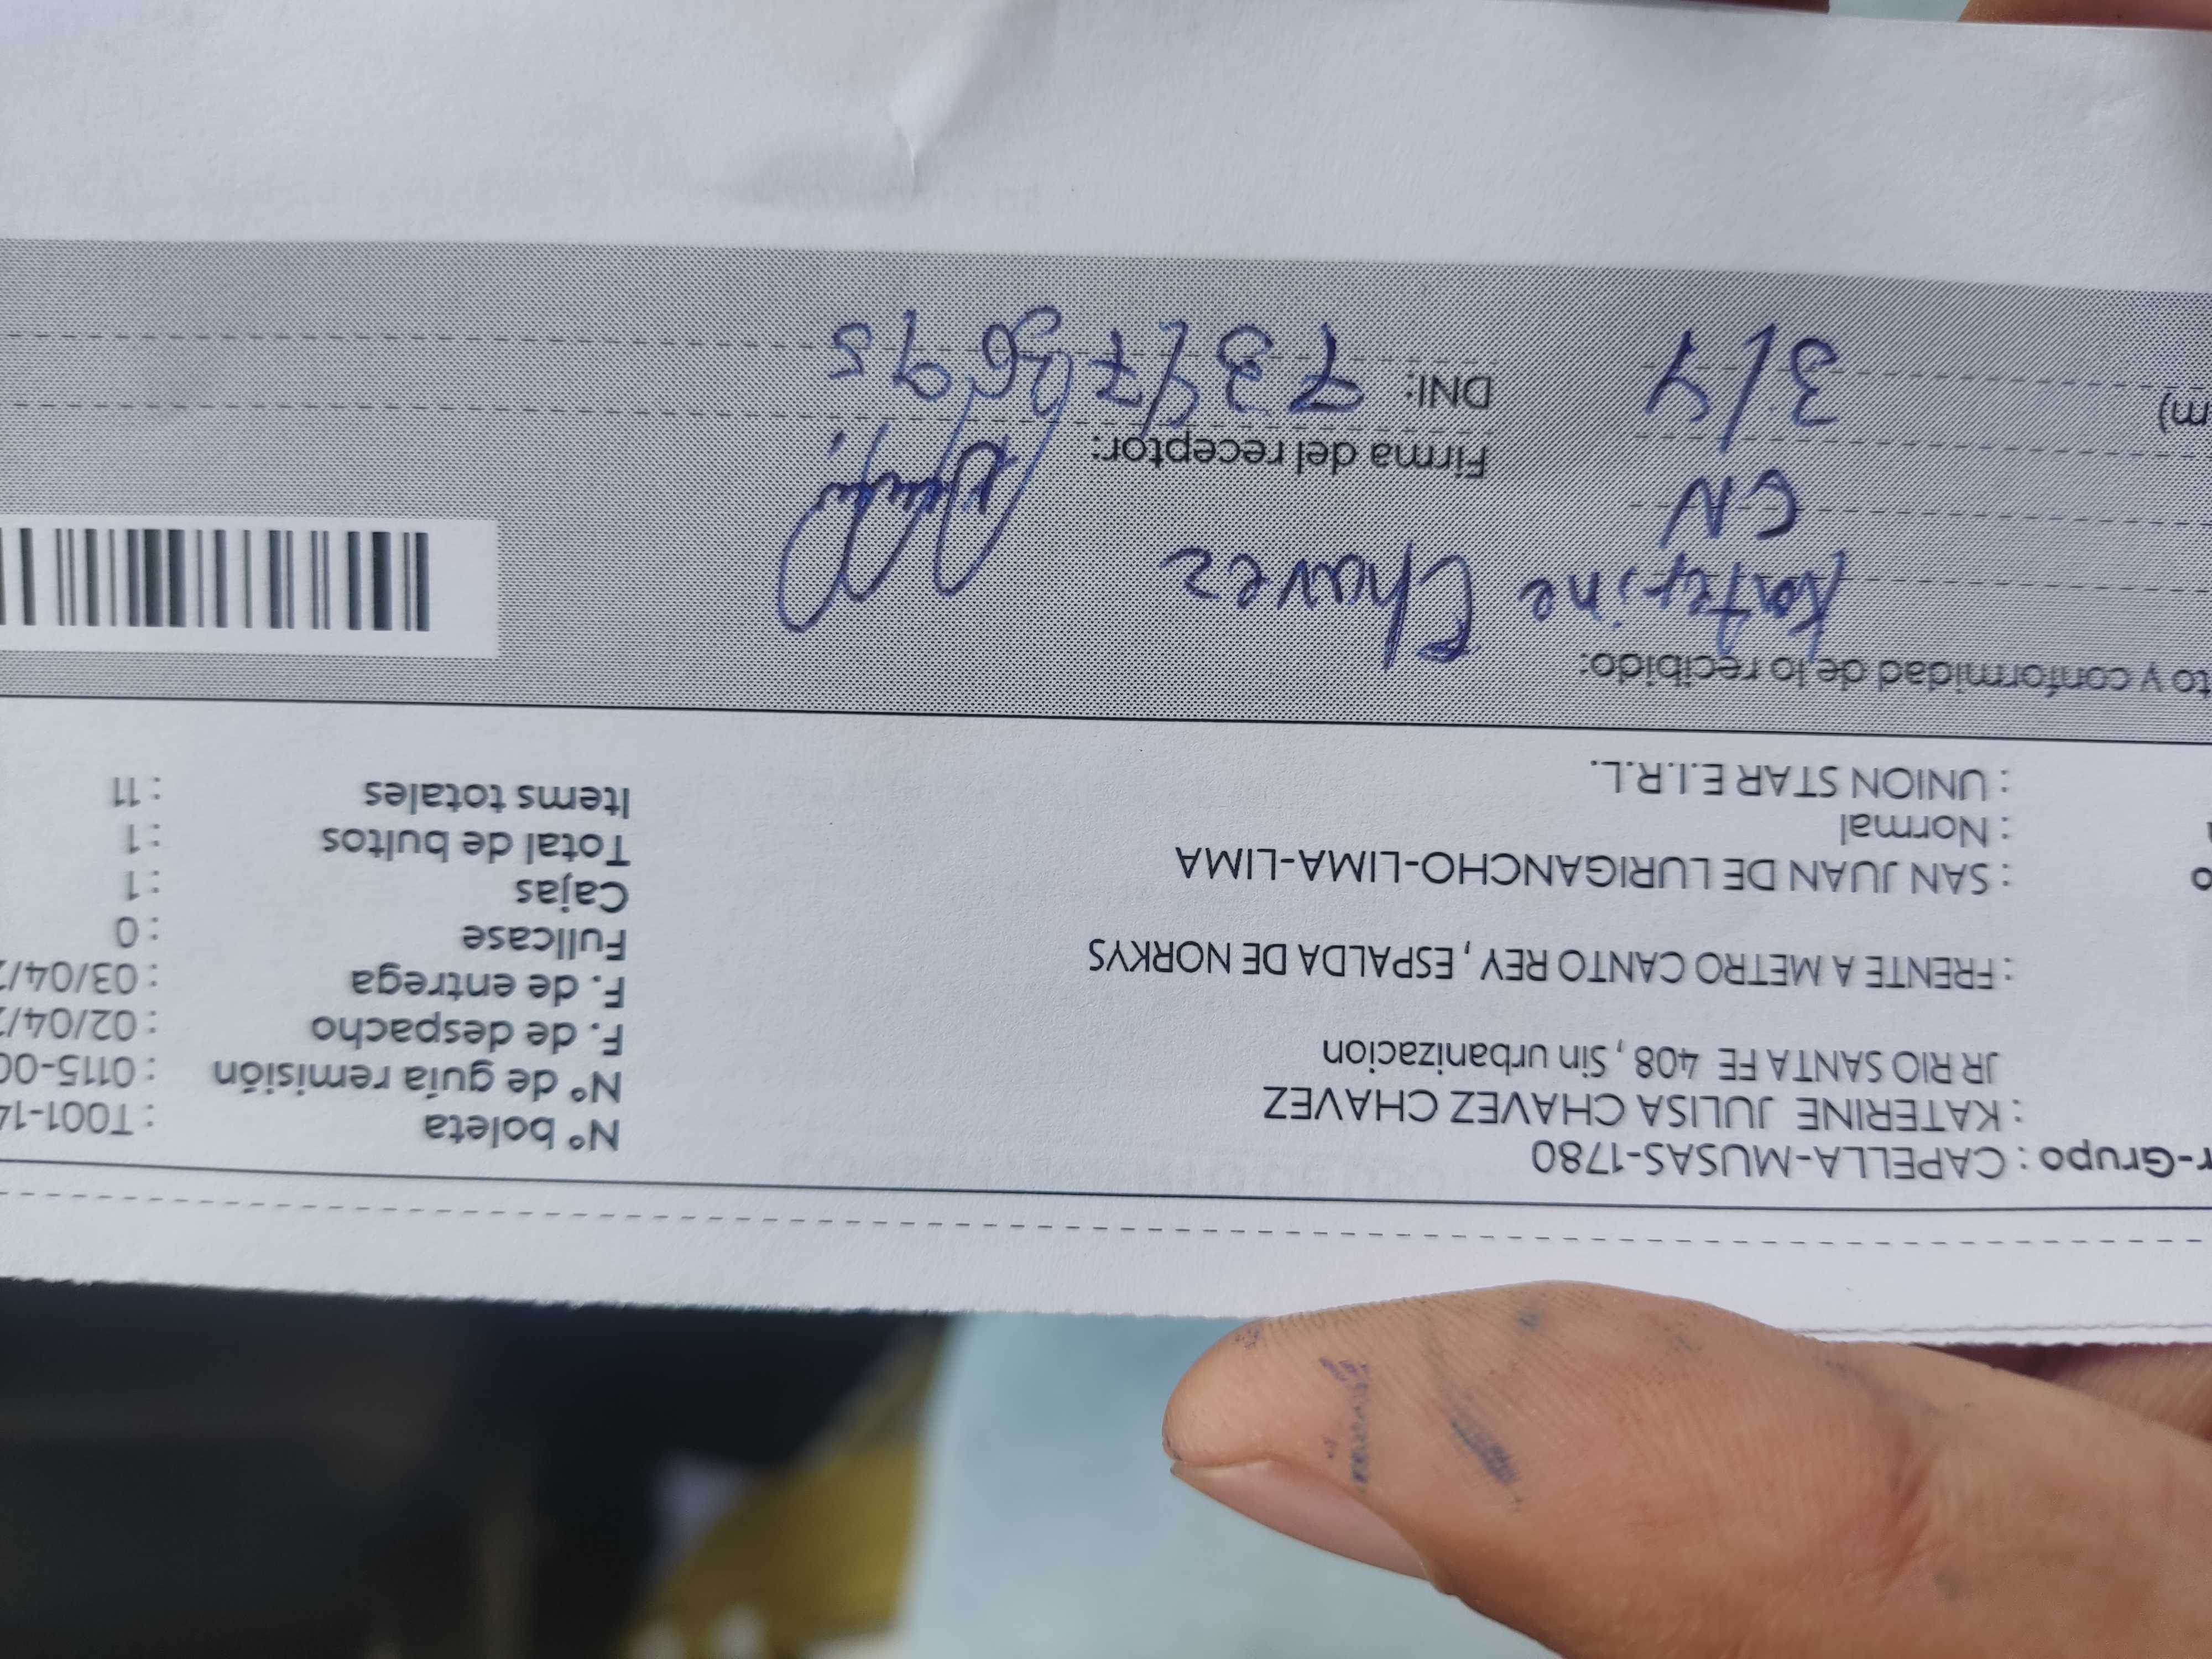 r-Grupo : CAPELLA-MUSAS-1780
: KATERINE JULISA CHAVEZ CHAVEZ
JR RIO SANTA FE 408 , Sin urbanizacion
: FRENTE A METRO CANTO REY , ESPALDA DE NORKYS
o : SAN JUAN DE LURIGANCHO-LIMA-LIMA
: Normal
: UNION STAR E.I.R.L.
N° boleta : T001-14
N° de guía remisión : 0115-00
F. de despacho : 02/04/2
F. de entrega : 03/04/2
Fullcase : 0
Cajas : 1
Total de bultos : 1
Items totales : 11
to y conformidad de lo recibido:
Katerine Chavez
CN
Firma del receptor:
m) 3/4
DNI: